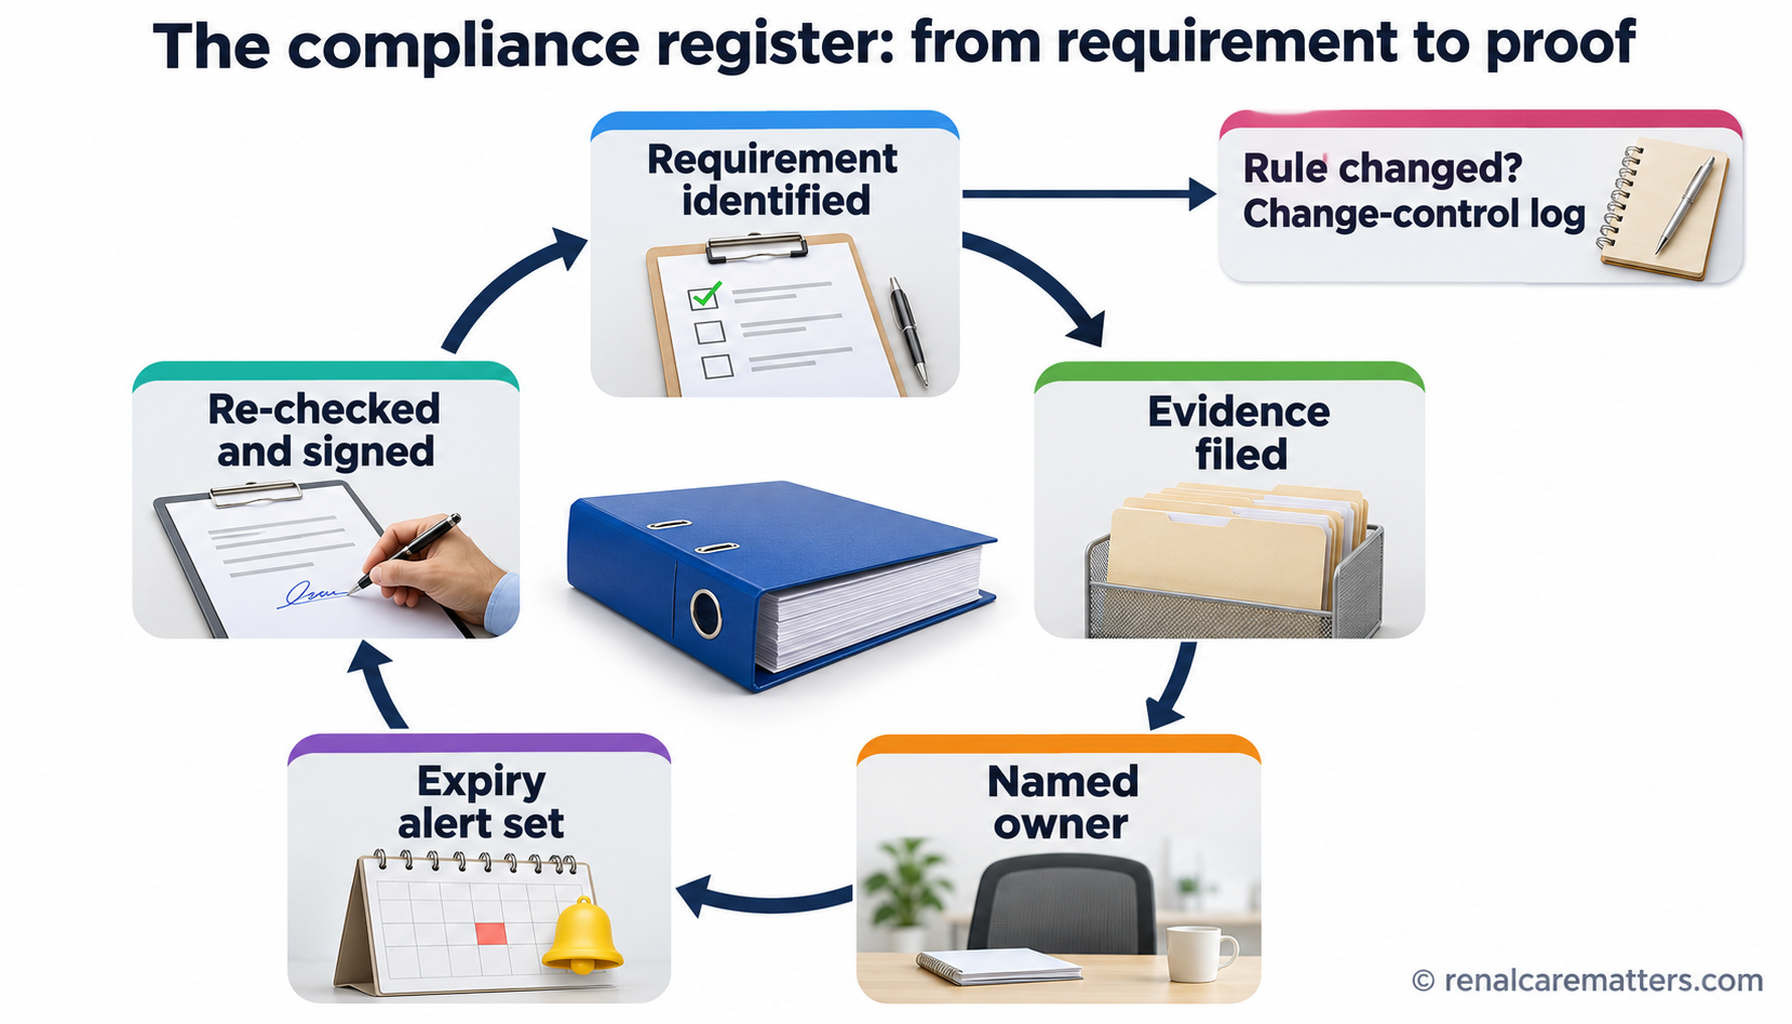 The compliance register: from requirement to proof
Requirement
identified
Rule changed?
Change-control log
Re-checked
and signed
Evidence
filed
Expiry
alert set
Named
owner
© renalcarematters.com